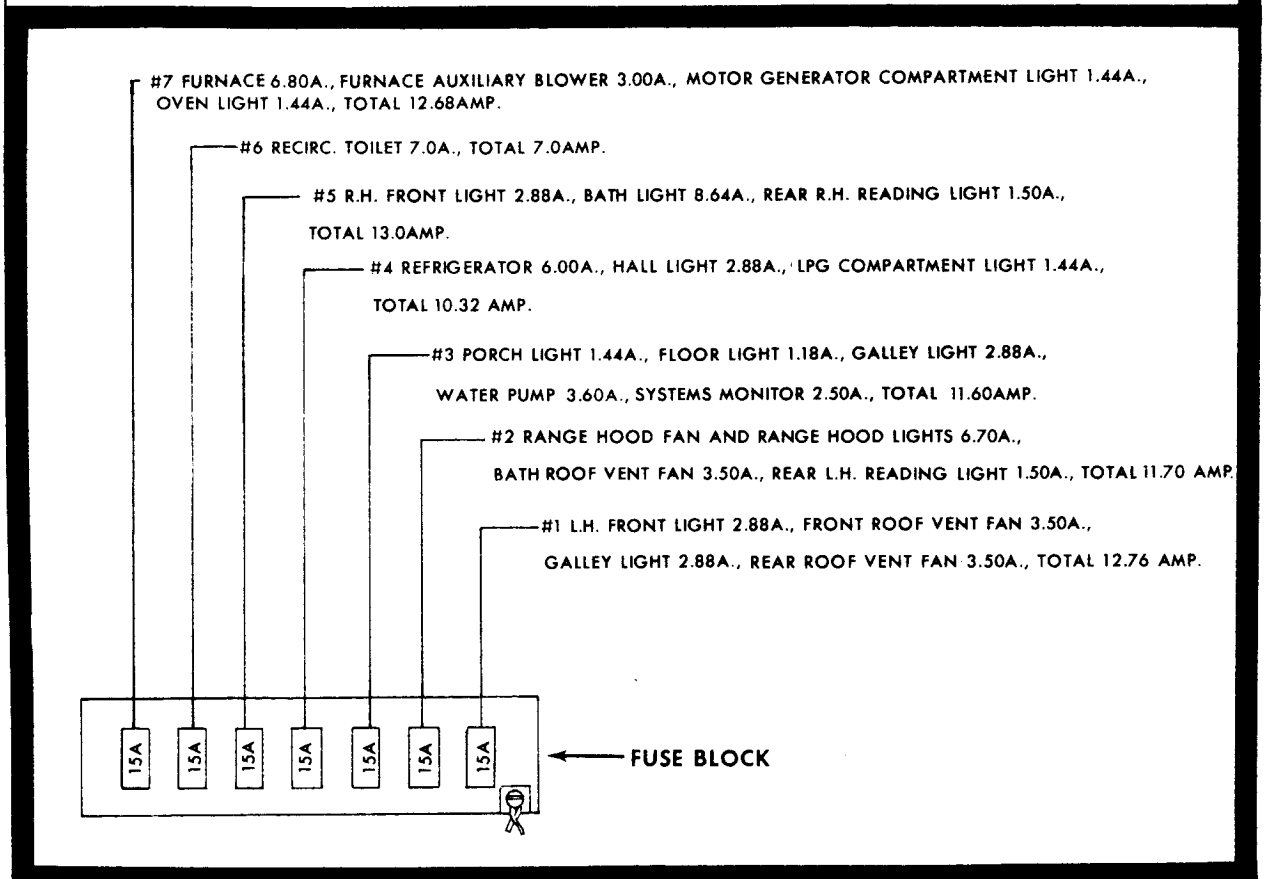 #7 FURNACE 6.80A., FURNACE AUXILIARY BLOWER 3.00A., MOTOR GENERATOR COMPARTMENT LIGHT 1.44A.,
OVEN LIGHT 1.44A., TOTAL 12.68AMP.
#6 RECIRC. TOILET 7.0A., TOTAL 7.0AMP.
#5 R.H. FRONT LIGHT 2.88A., BATH LIGHT 8.64A., REAR R.H. READING LIGHT 1.50A.,
TOTAL 13.0AMP.
#4 REFRIGERATOR 6.00A., HALL LIGHT 2.88A., LPG COMPARTMENT LIGHT 1.44A.,
TOTAL 10.32 AMP.
#3 PORCH LIGHT 1.44A., FLOOR LIGHT 1.18A., GALLEY LIGHT 2.88A.,
WATER PUMP 3.60A., SYSTEMS MONITOR 2.50A., TOTAL 11.60AMP.
#2 RANGE HOOD FAN AND RANGE HOOD LIGHTS 6.70A.,
BATH ROOF VENT FAN 3.50A., REAR L.H. READING LIGHT 1.50A., TOTAL 11.70 AMP.
#1 L.H. FRONT LIGHT 2.88A., FRONT ROOF VENT FAN 3.50A.,
GALLEY LIGHT 2.88A., REAR ROOF VENT FAN 3.50A., TOTAL 12.76 AMP.
15A 15A 15A 15A 15A 15A 15A
FUSE BLOCK